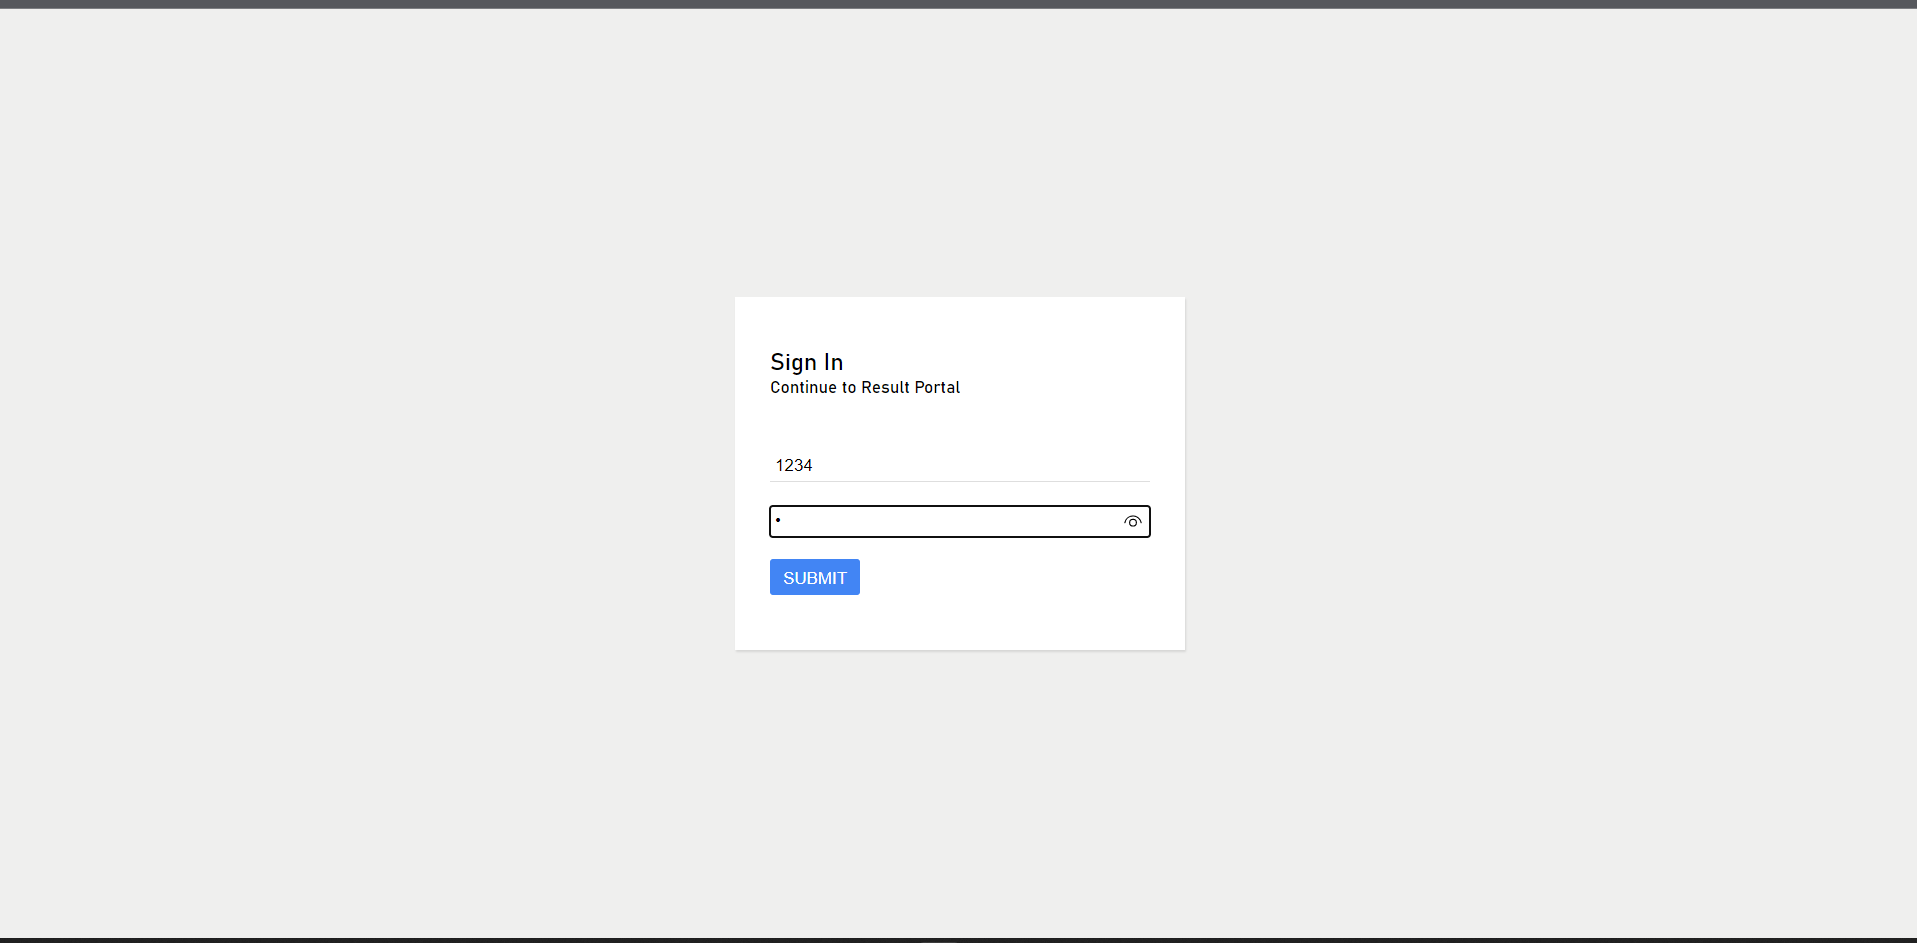 Sign In
Continue to Result Portal
1234
•
SUBMIT